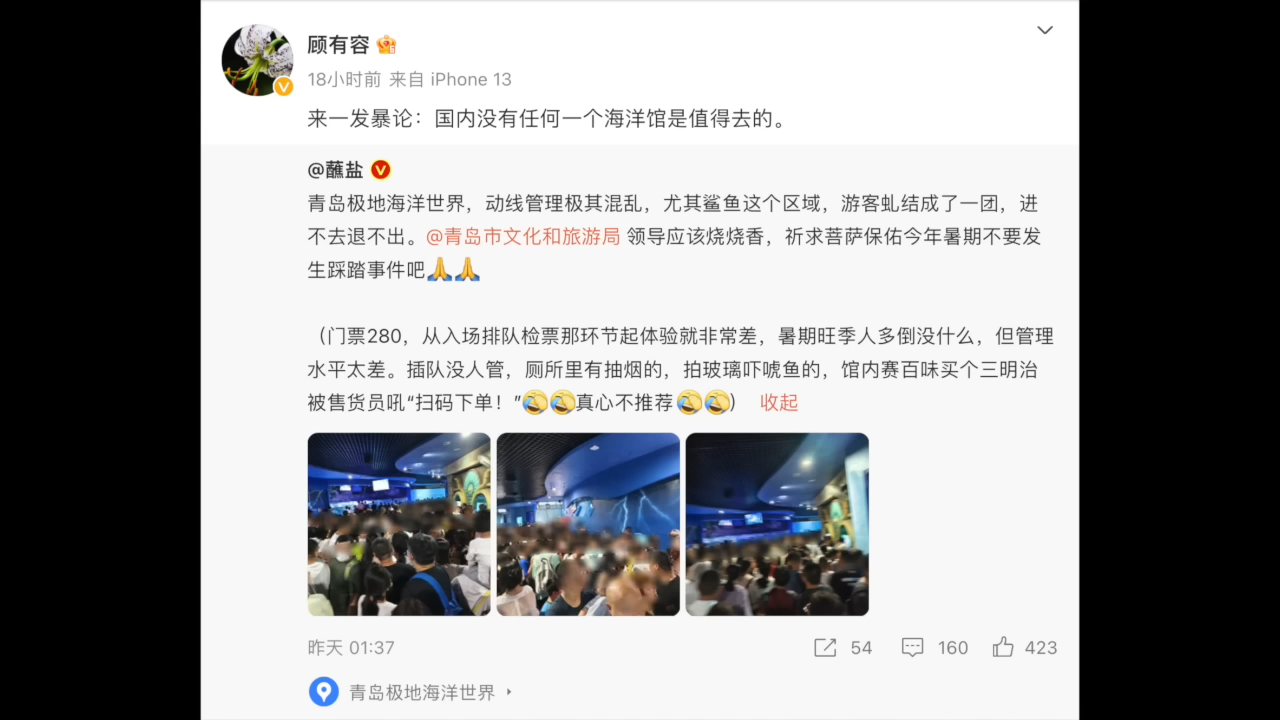 顾有容
18小时前 来自 iPhone 13
来一发暴论：国内没有任何一个海洋馆是值得去的。
@蘸盐
青岛极地海洋世界，动线管理极其混乱，尤其鲨鱼这个区域，游客虬结成了一团，进
不去退不出。@青岛市文化和旅游局 领导应该烧烧香，祈求菩萨保佑今年暑期不要发
生踩踏事件吧🙏🙏
（门票280，从入场排队检票那环节起体验就非常差，暑期旺季人多倒没什么，但管理
水平太差。插队没人管，厕所里有抽烟的，拍玻璃吓唬鱼的，馆内赛百味买个三明治
被售货员吼“扫码下单！”🤣🤣真心不推荐🤣🤣） 收起
昨天 01:37
54 160 423
青岛极地海洋世界